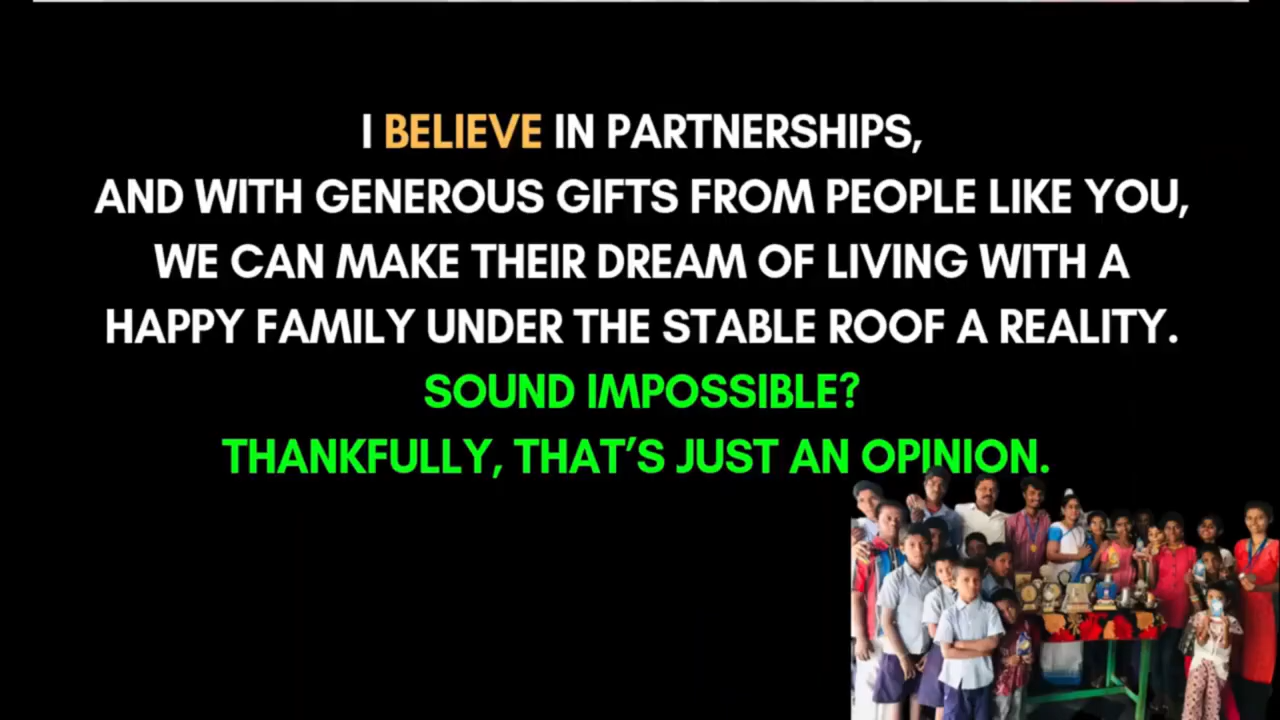 I BELIEVE IN PARTNERSHIPS,
AND WITH GENEROUS GIFTS FROM PEOPLE LIKE YOU,
WE CAN MAKE THEIR DREAM OF LIVING WITH A
HAPPY FAMILY UNDER THE STABLE ROOF A REALITY.
SOUND IMPOSSIBLE?
THANKFULLY, THAT’S JUST AN OPINION.